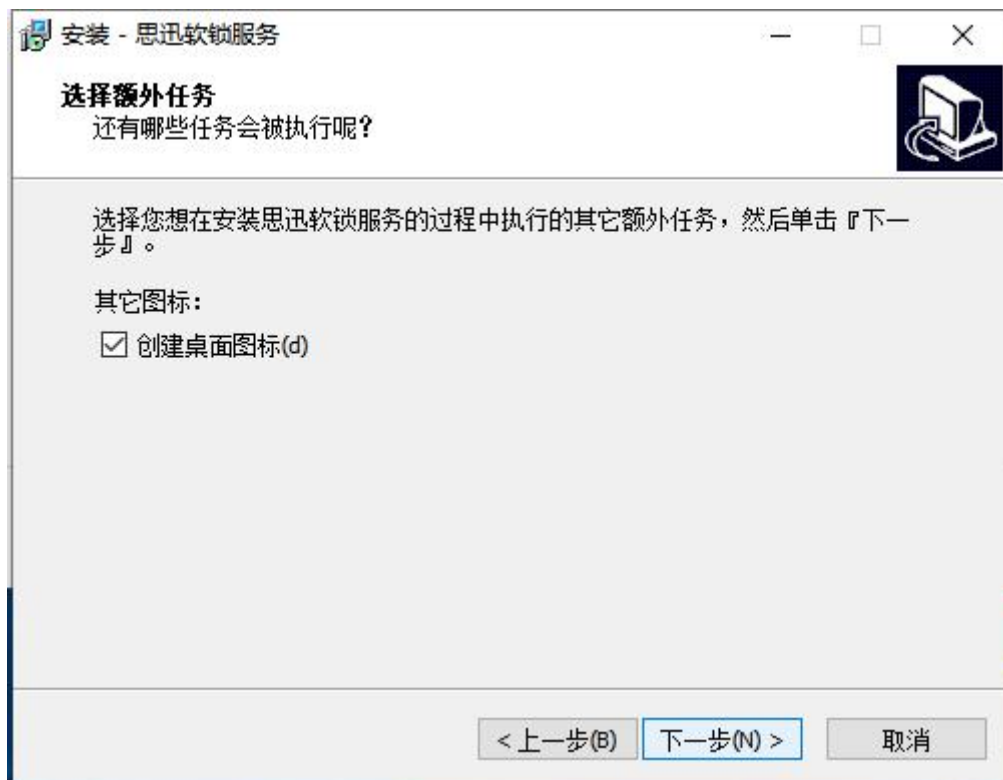 安装 - 思迅软锁服务
选择额外任务
还有哪些任务会被执行呢?
选择您想在安装思迅软锁服务的过程中执行的其它额外任务，然后单击『下一
步』。
其它图标:
创建桌面图标(d)
< 上一步(B)
下一步(N) >
取消